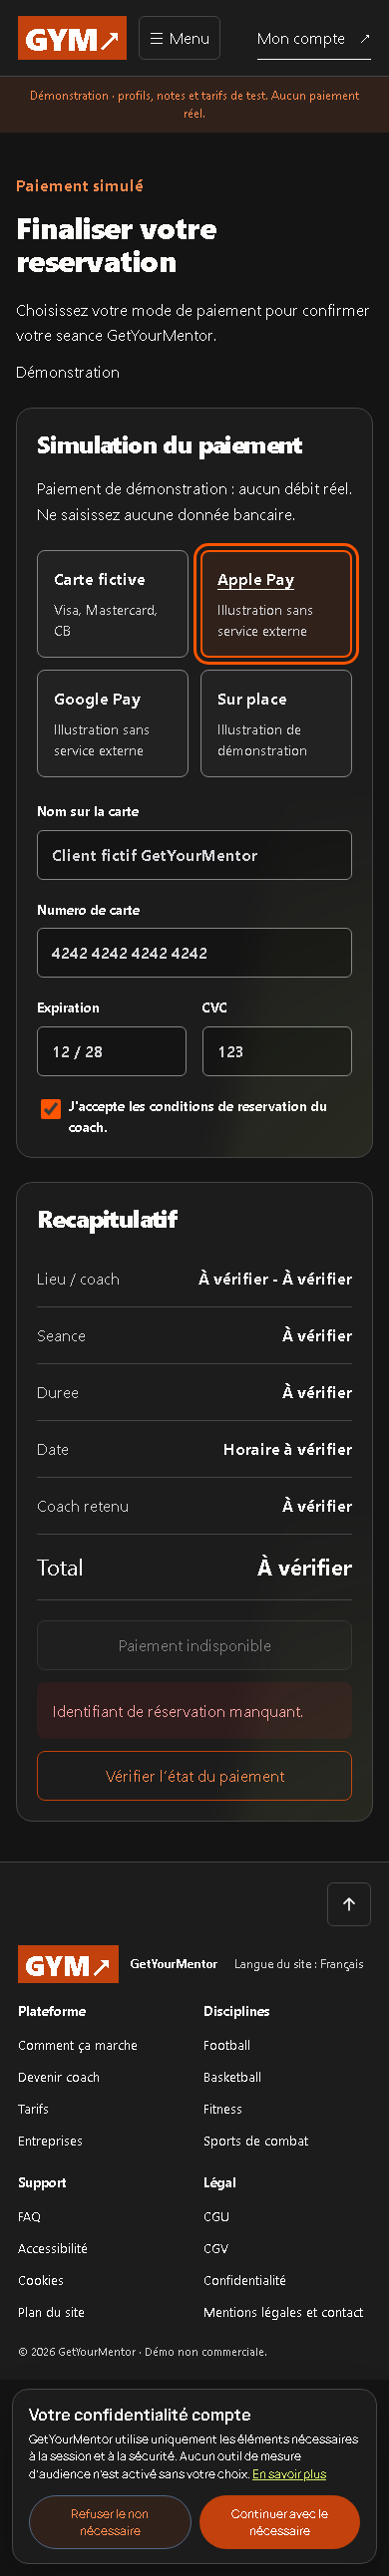 GYM↗
☰ Menu
Mon compte ↗
Démonstration · profils, notes et tarifs de test. Aucun paiement
réel.
Paiement simulé
Finaliser votre
reservation
Choisissez votre mode de paiement pour confirmer
votre seance GetYourMentor.
Démonstration
Simulation du paiement
Paiement de démonstration : aucun débit réel.
Ne saisissez aucune donnée bancaire.
Carte fictive
Visa, Mastercard,
CB
Apple Pay
Illustration sans
service externe
Google Pay
Illustration sans
service externe
Sur place
Illustration de
démonstration
Nom sur la carte
Client fictif GetYourMentor
Numero de carte
4242 4242 4242 4242
Expiration
CVC
12 / 28
123
J'accepte les conditions de reservation du
coach.
Recapitulatif
Lieu / coach
À vérifier - À vérifier
Seance
À vérifier
Duree
À vérifier
Date
Horaire à vérifier
Coach retenu
À vérifier
Total
À vérifier
Paiement indisponible
Identifiant de réservation manquant.
Vérifier l'état du paiement
↑
GYM↗
GetYourMentor
Langue du site : Français
Plateforme
Comment ça marche
Devenir coach
Tarifs
Entreprises
Disciplines
Football
Basketball
Fitness
Sports de combat
Support
FAQ
Accessibilité
Cookies
Plan du site
Légal
CGU
CGV
Confidentialité
Mentions légales et contact
© 2026 GetYourMentor · Démo non commerciale.
Votre confidentialité compte
GetYourMentor utilise uniquement les éléments nécessaires
à la session et à la sécurité. Aucun outil de mesure
d'audience n'est activé sans votre choix. En savoir plus
Refuser le non
nécessaire
Continuer avec le
nécessaire